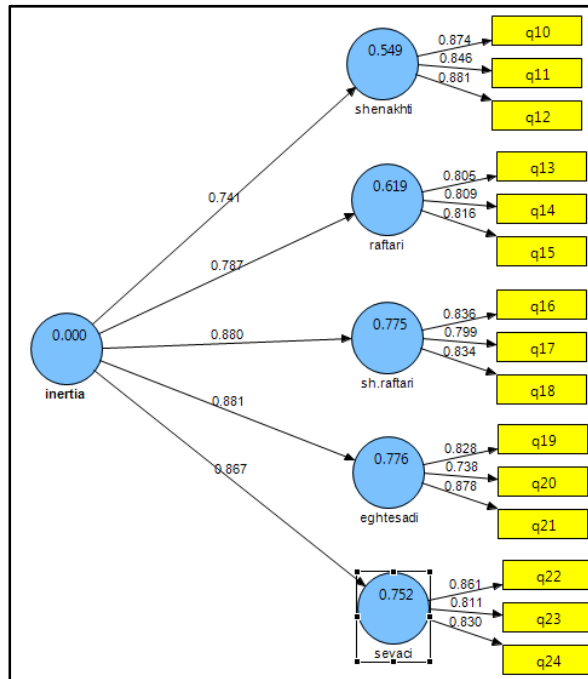 0.549
shenakhti
0.874
0.846
0.881
q10
q11
q12
0.741
0.619
raftari
0.805
0.809
0.816
q13
q14
q15
0.787
0.000
inertia
0.880
0.775
sh.raftari
0.836
0.799
0.834
q16
q17
q18
0.881
0.776
eghtesadi
0.828
0.738
0.878
q19
q20
q21
0.867
0.752
sevaci
0.861
0.811
0.830
q22
q23
q24